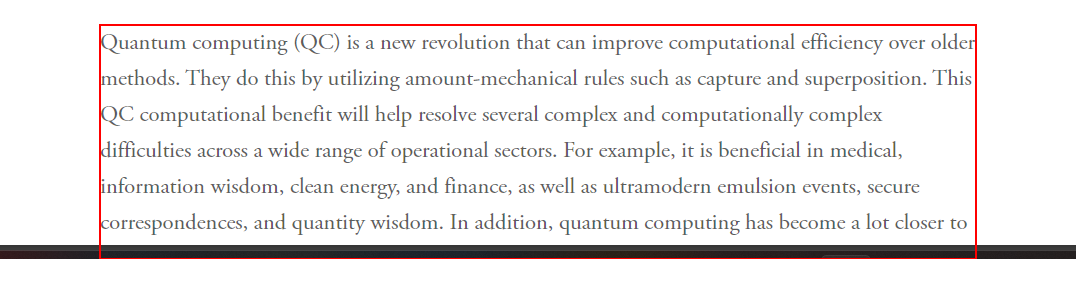 Quantum computing (QC) is a new revolution that can improve computational efficiency over older
methods. They do this by utilizing amount-mechanical rules such as capture and superposition. This
QC computational benefit will help resolve several complex and computationally complex
difficulties across a wide range of operational sectors. For example, it is beneficial in medical,
information wisdom, clean energy, and finance, as well as ultramodern emulsion events, secure
correspondences, and quantity wisdom. In addition, quantum computing has become a lot closer to